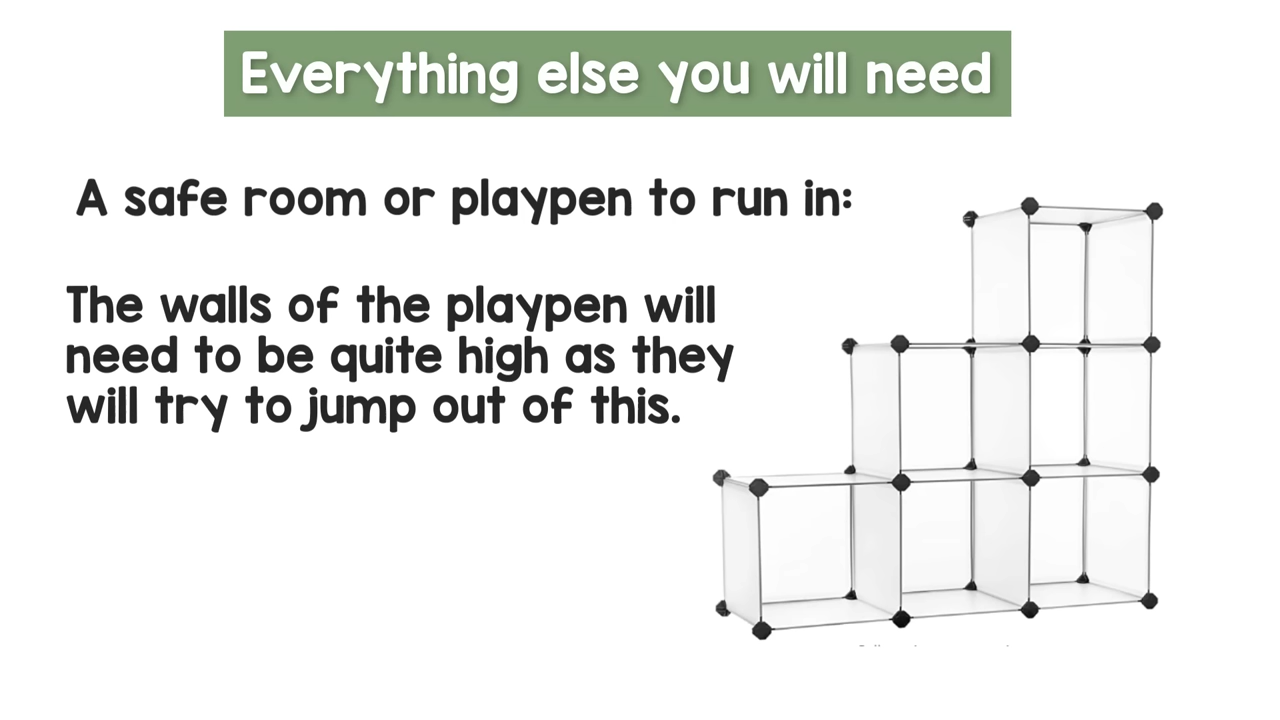 Everything else you will need
A safe room or playpen to run in:
The walls of the playpen will
need to be quite high as they
will try to jump out of this.